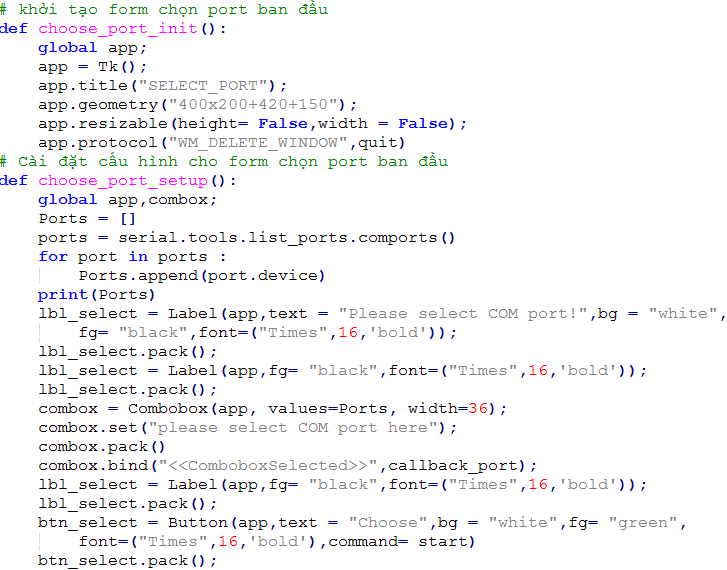 # khởi tạo form chọn port ban đầu
def choose_port_init():
    global app;
    app = Tk();
    app.title("SELECT_PORT");
    app.geometry("400x200+420+150");
    app.resizable(height= False,width = False);
    app.protocol("WM_DELETE_WINDOW",quit)
# Cài đặt cấu hình cho form chọn port ban đầu
def choose_port_setup():
    global app,combox;
    Ports = []
    ports = serial.tools.list_ports.comports()
    for port in ports :
        Ports.append(port.device)
    print(Ports)
    lbl_select = Label(app,text = "Please select COM port!",bg = "white",
        fg= "black",font=("Times",16,'bold'));
    lbl_select.pack();
    lbl_select = Label(app,fg= "black",font=("Times",16,'bold'));
    lbl_select.pack();
    combox = Combobox(app, values=Ports, width=36);
    combox.set("please select COM port here");
    combox.pack()
    combox.bind("<<ComboboxSelected>>",callback_port);
    lbl_select = Label(app,fg= "black",font=("Times",16,'bold'));
    lbl_select.pack();
    btn_select = Button(app,text = "Choose",bg = "white",fg= "green",
        font=("Times",16,'bold'),command= start)
    btn_select.pack();